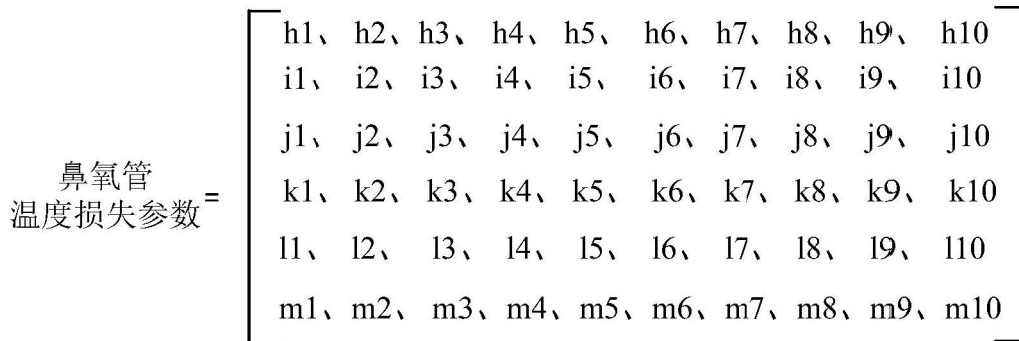 h1、h2、h3、h4、h5、h6、h7、h8、h9、h10
i1、i2、i3、i4、i5、i6、i7、i8、i9、i10
j1、j2、j3、j4、j5、j6、j7、j8、j9、j10
鼻氧管
温度损失参数=
k1、k2、k3、k4、k5、k6、k7、k8、k9、k10
l1、l2、l3、l4、l5、l6、l7、l8、l9、l10
m1、m2、m3、m4、m5、m6、m7、m8、m9、m10